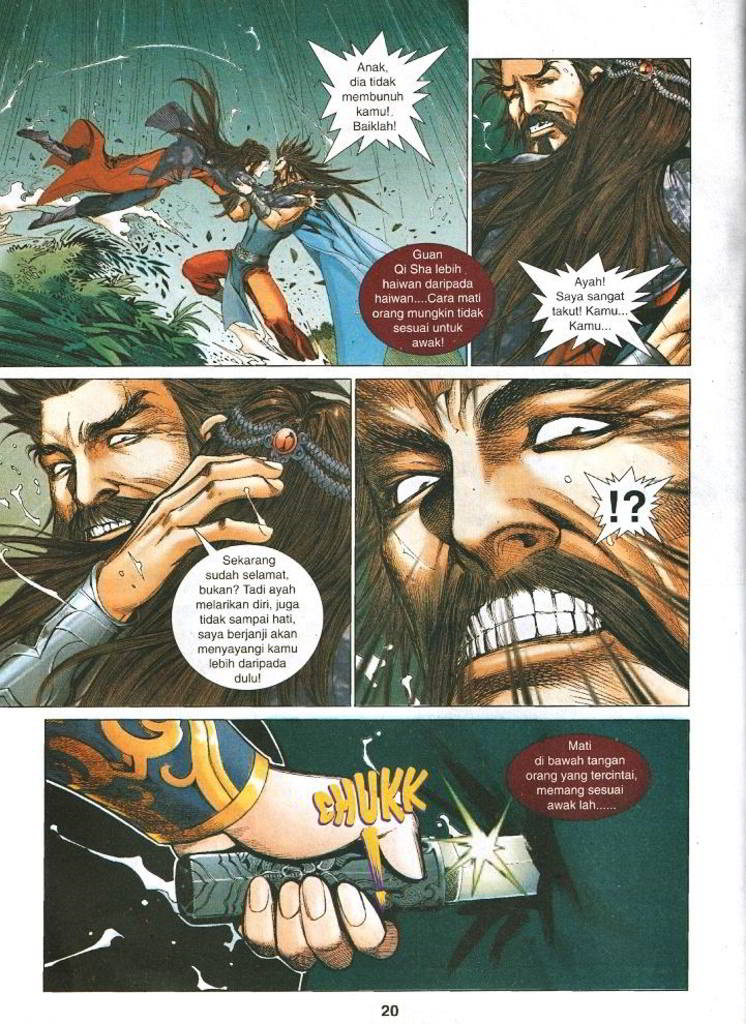 Anak,
dia tidak
membunuh
kamu!.
Baiklah!
Guan
Qi Sha lebih
haiwan daripada
haiwan....Cara mati
orang mungkin tidak
sesuai untuk
awak!
Ayah!
Saya sangat
takut! Kamu...
Kamu...
Sekarang
sudah selamat,
bukan? Tadi ayah
melarikan diri, juga
tidak sampai hati,
saya berjanji akan
menyayangi kamu
lebih daripada
dulu!
!?
Mati
di bawah tangan
orang yang tercintai,
memang sesuai
awak lah......
CHUKK
!
20